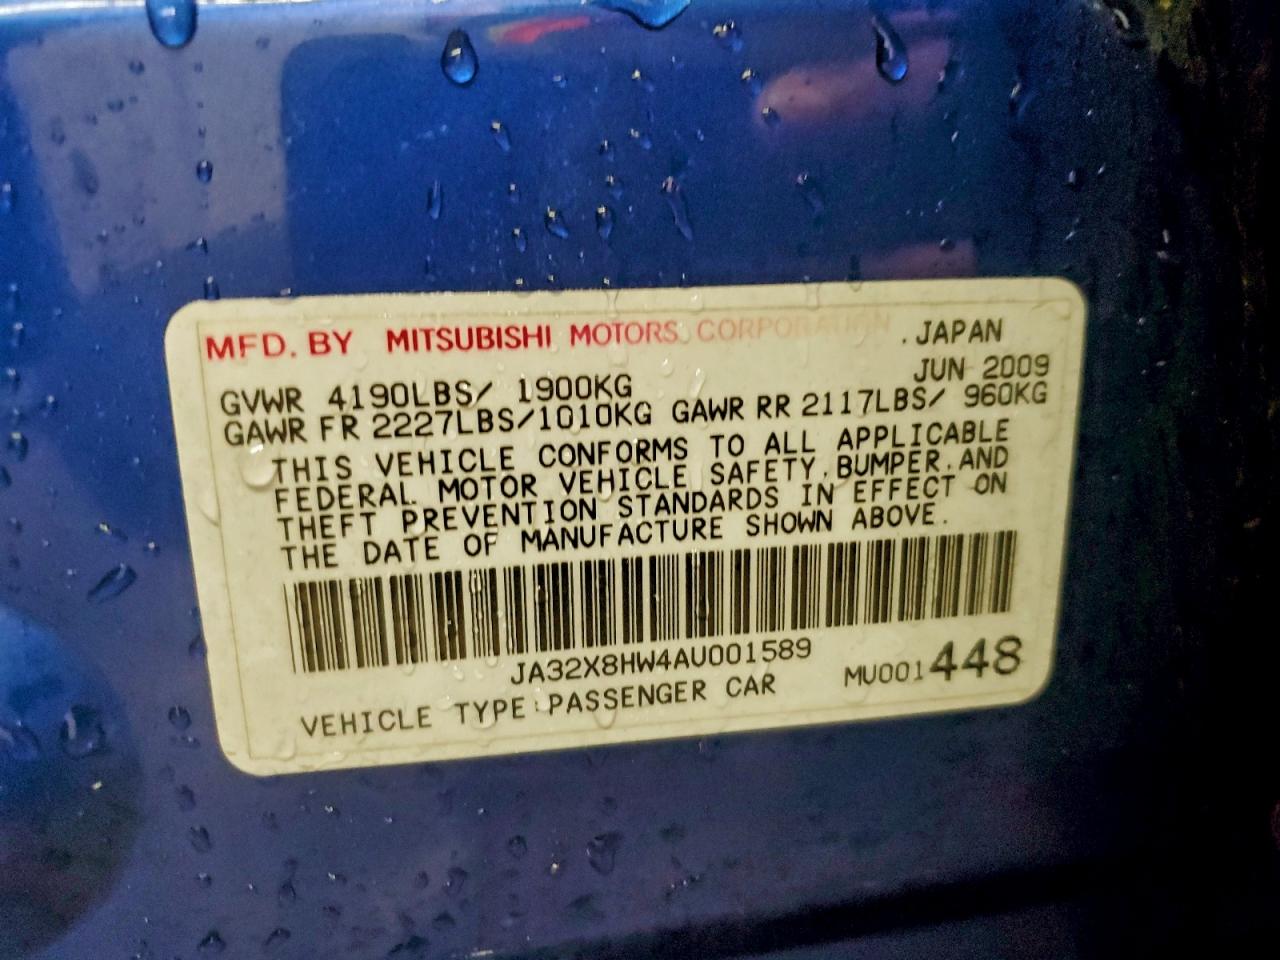 MFD. BY MITSUBISHI MOTORS CORPORATION .JAPAN
JUN 2009
GVWR 4190LBS/ 1900KG
GAWR FR 2227LBS/1010KG GAWR RR 2117LBS/ 960KG
THIS VEHICLE CONFORMS TO ALL APPLICABLE
FEDERAL MOTOR VEHICLE SAFETY,BUMPER,AND
THEFT PREVENTION STANDARDS IN EFFECT ON
THE DATE OF MANUFACTURE SHOWN ABOVE.
JA32X8HW4AU001589
MU001448
VEHICLE TYPE:PASSENGER CAR